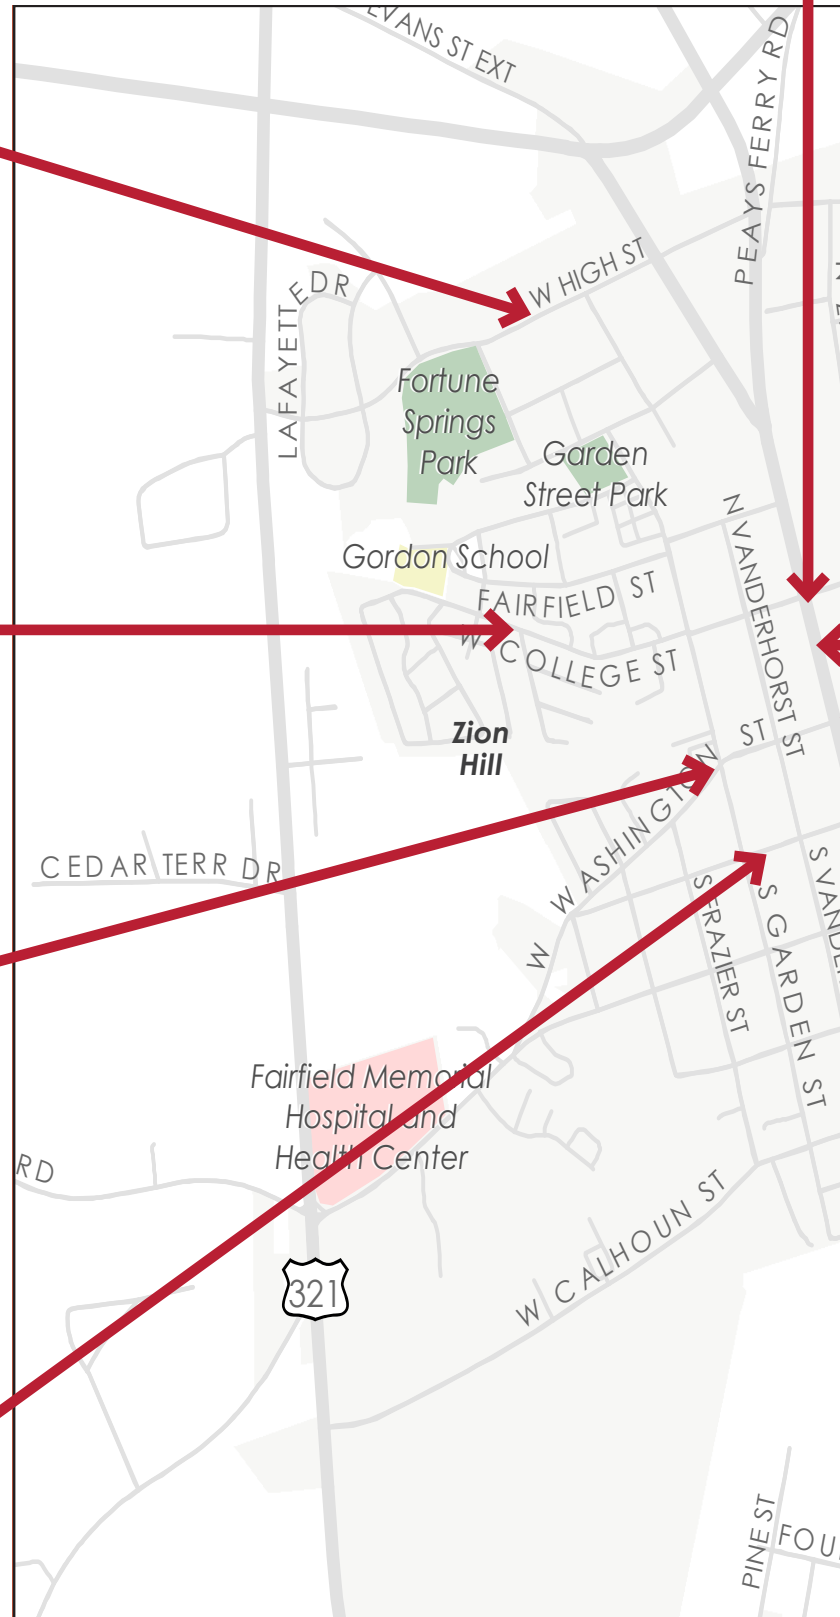 EVANS ST EXT
PEAYS FERRY RD
W HIGH ST
LAFAYETTE DR
Fortune
Springs
Park
Garden
Street Park
N VANDERHORST ST
Gordon School
FAIRFIELD ST
W COLLEGE ST
Zion
Hill
W WASHINGTON ST
CEDAR TERR DR
S VANDE
S FRAZIER ST
S GARDEN ST
Fairfield Memorial
Hospital and
Health Center
RD
W CALHOUN ST
321
PINE ST
FOU